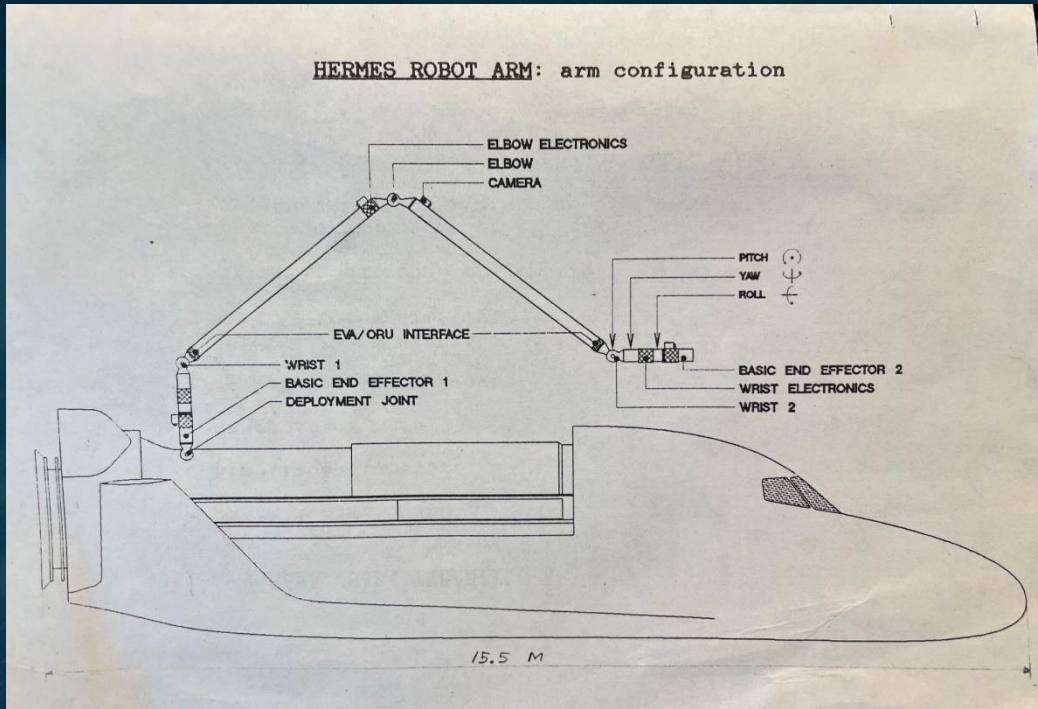 HERMES ROBOT ARM: arm configuration
ELBOW ELECTRONICS
ELBOW
CAMERA
PITCH
YAW
ROLL
EVA/ORU INTERFACE
WRIST 1
BASIC END EFFECTOR 1
DEPLOYMENT JOINT
BASIC END EFFECTOR 2
WRIST ELECTRONICS
WRIST 2
15.5 M